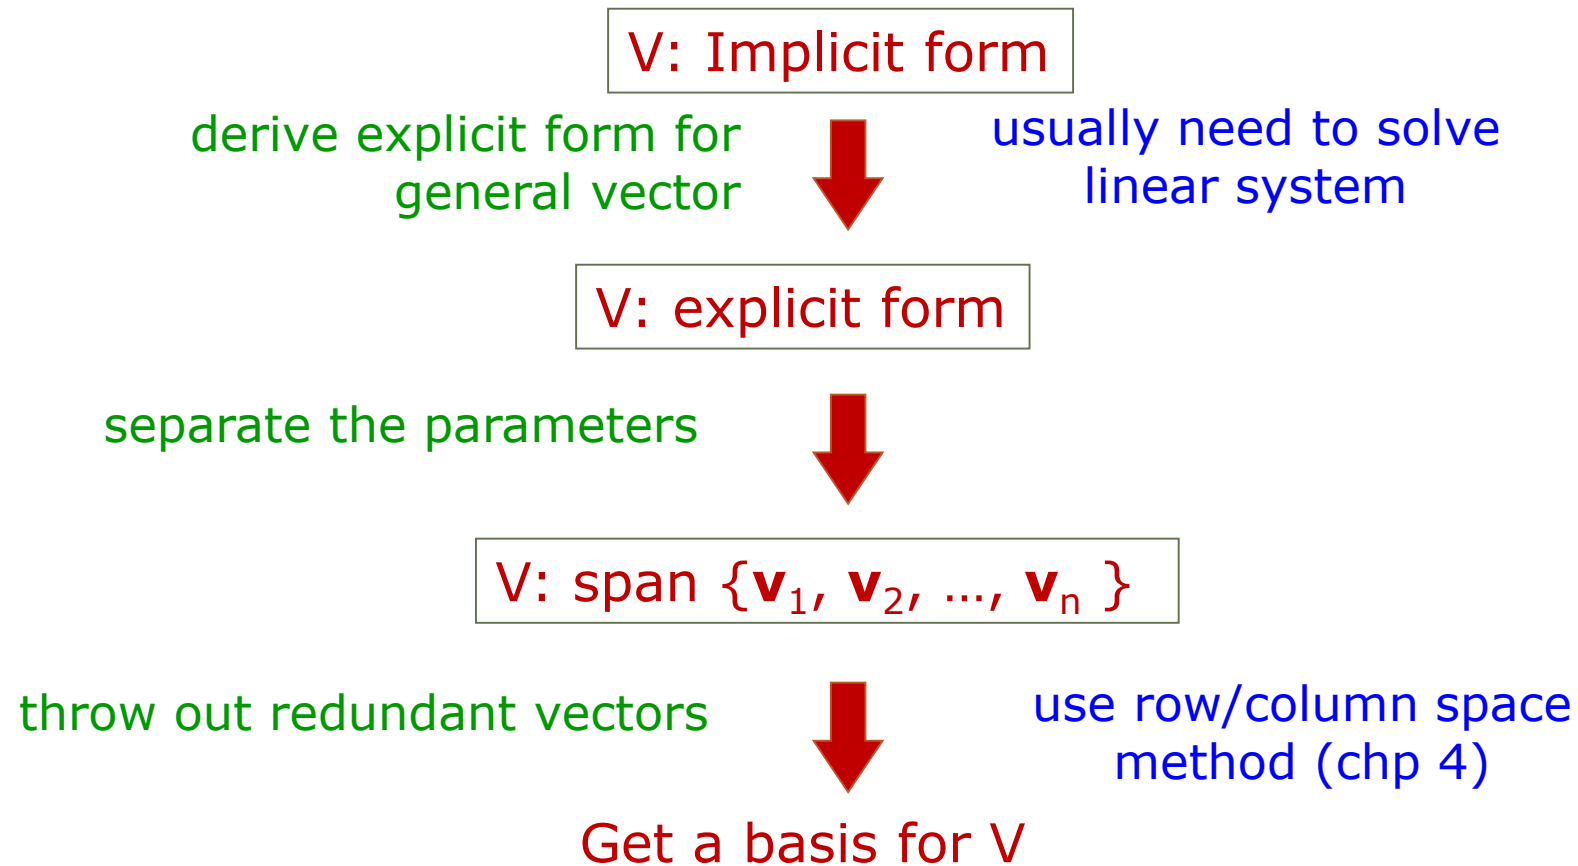 V: Implicit form
derive explicit form for
general vector
usually need to solve
linear system
V: explicit form
separate the parameters
V: span {v₁, v₂, …, vₙ }
throw out redundant vectors
use row/column space
method (chp 4)
Get a basis for V